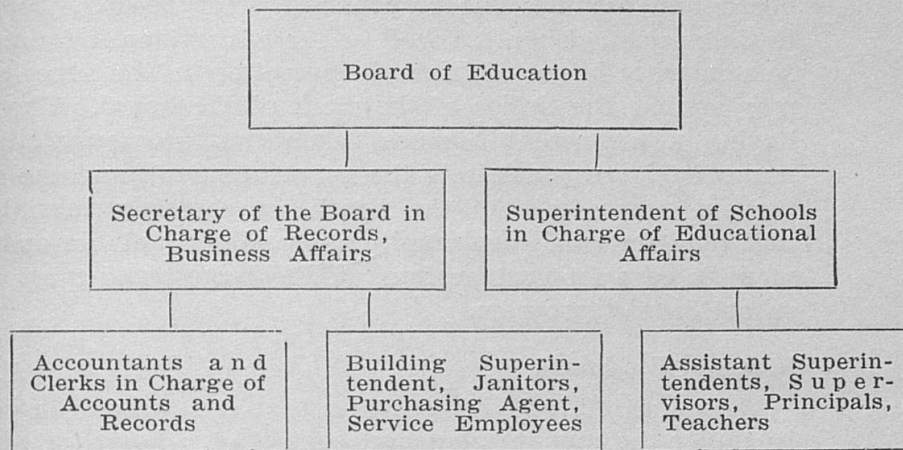 Board of Education
Secretary of the Board in
Charge of Records,
Business Affairs
Superintendent of Schools
in Charge of Educational
Affairs
Accountants and
Clerks in Charge of
Accounts and
Records
Building Superin-
tendent, Janitors,
Purchasing Agent,
Service Employees
Assistant Superin-
tendents, Super-
visors, Principals,
Teachers